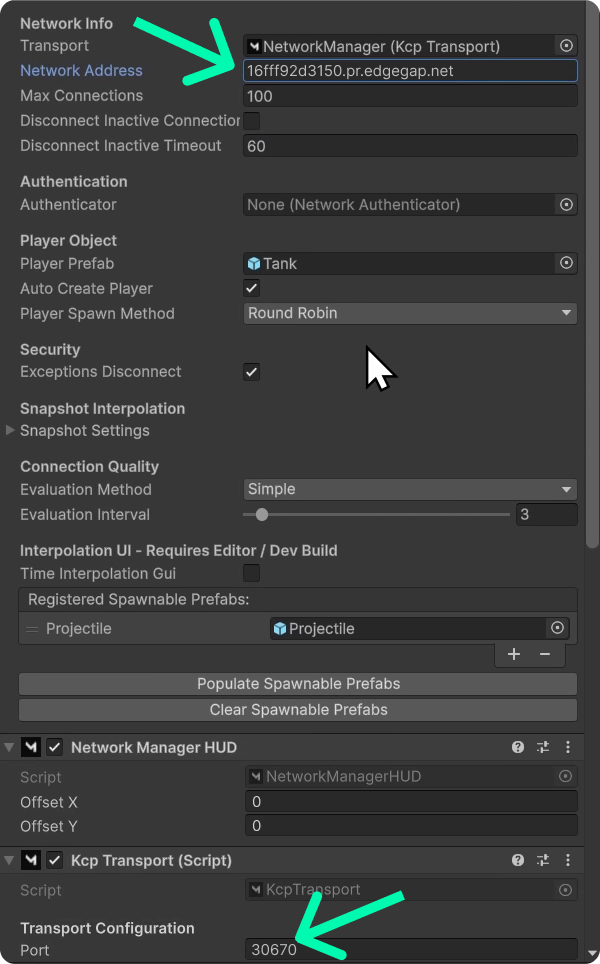 Network Info
Transport NetworkManager (Kcp Transport)
Network Address 16fff92d3150.pr.edgegap.net
Max Connections 100
Disconnect Inactive Connection
Disconnect Inactive Timeout 60
Authentication
Authenticator None (Network Authenticator)
Player Object
Player Prefab Tank
Auto Create Player
Player Spawn Method Round Robin
Security
Exceptions Disconnect
Snapshot Interpolation
Snapshot Settings
Connection Quality
Evaluation Method Simple
Evaluation Interval 3
Interpolation UI - Requires Editor / Dev Build
Time Interpolation Gui
Registered Spawnable Prefabs:
Projectile Projectile
+ −
Populate Spawnable Prefabs
Clear Spawnable Prefabs
Network Manager HUD
Script NetworkManagerHUD
Offset X 0
Offset Y 0
Kcp Transport (Script)
Script KcpTransport
Transport Configuration
Port 30670